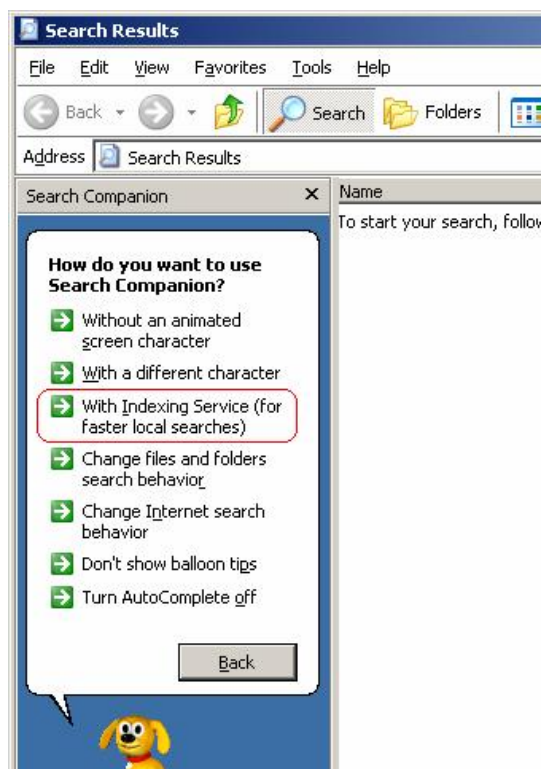 Search Results
File Edit View Favorites Tools Help
Back Search Folders
Address Search Results
Search Companion
Name
To start your search, follow
How do you want to use
Search Companion?
Without an animated
screen character
With a different character
With Indexing Service (for
faster local searches)
Change files and folders
search behavior
Change Internet search
behavior
Don't show balloon tips
Turn AutoComplete off
Back